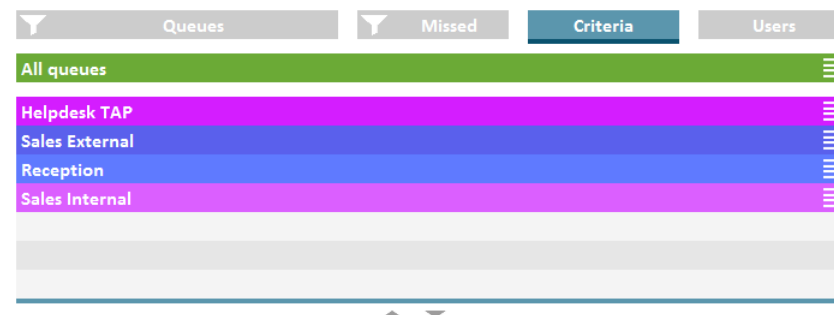 Queues Missed Criteria Users
All queues
Helpdesk TAP
Sales External
Reception
Sales Internal